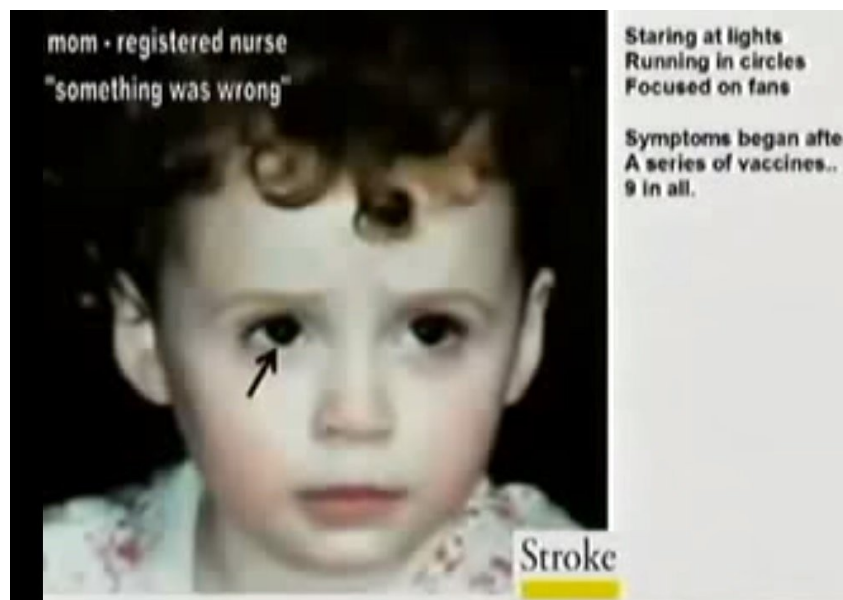 mom - registered nurse
"something was wrong"
Staring at lights
Running in circles
Focused on fans
Symptoms began afte
A series of vaccines..
9 in all.
Stroke